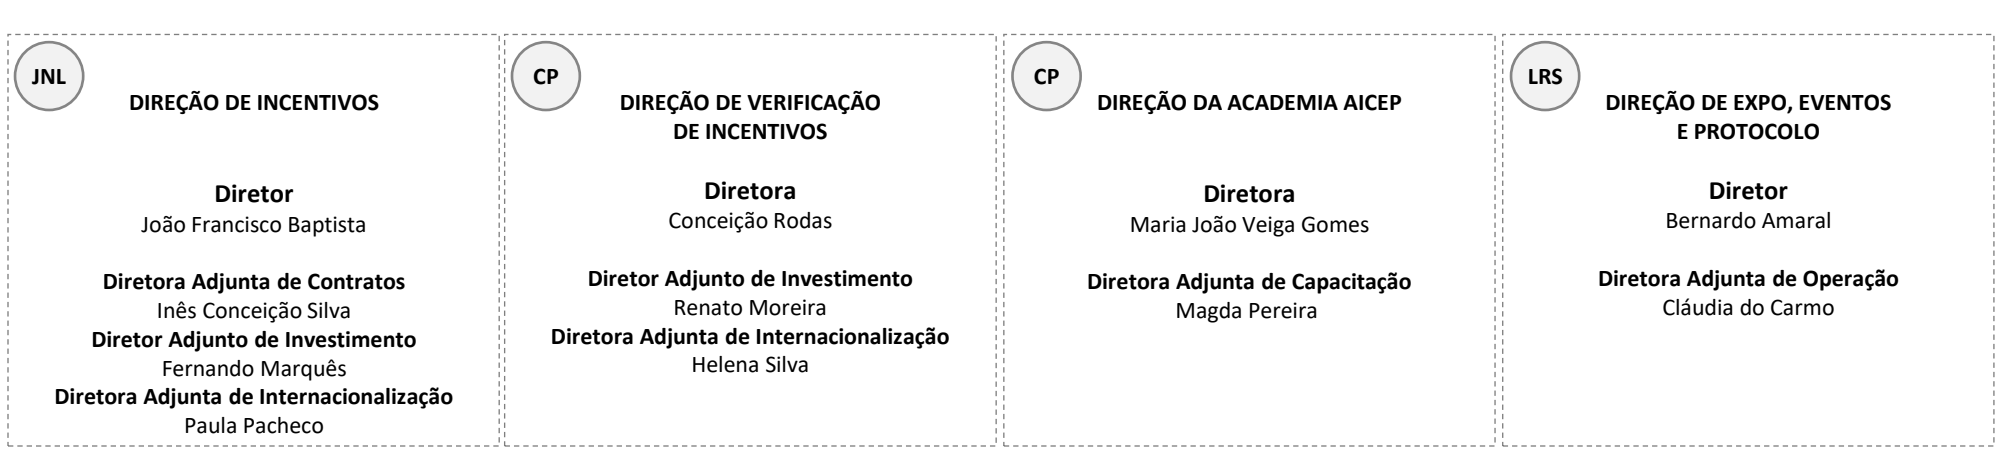 JNL
DIREÇÃO DE INCENTIVOS
Diretor
João Francisco Baptista
Diretora Adjunta de Contratos
Inês Conceição Silva
Diretor Adjunto de Investimento
Fernando Marquês
Diretora Adjunta de Internacionalização
Paula Pacheco
CP
DIREÇÃO DE VERIFICAÇÃO
DE INCENTIVOS
Diretora
Conceição Rodas
Diretor Adjunto de Investimento
Renato Moreira
Diretora Adjunta de Internacionalização
Helena Silva
CP
DIREÇÃO DA ACADEMIA AICEP
Diretora
Maria João Veiga Gomes
Diretora Adjunta de Capacitação
Magda Pereira
LRS
DIREÇÃO DE EXPO, EVENTOS
E PROTOCOLO
Diretor
Bernardo Amaral
Diretora Adjunta de Operação
Cláudia do Carmo